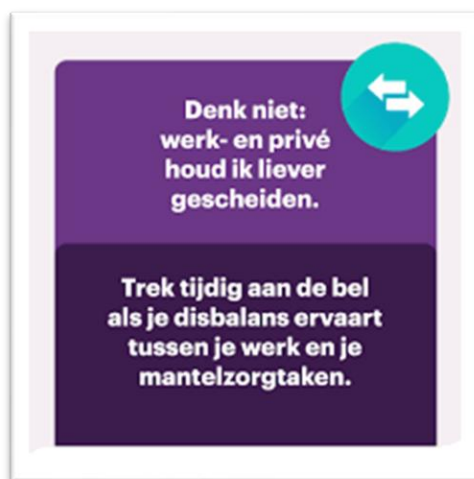 Denk niet:
werk- en privé
houd ik liever
gescheiden.
Trek tijdig aan de bel
als je disbalans ervaart
tussen je werk en je
mantelzorgtaken.